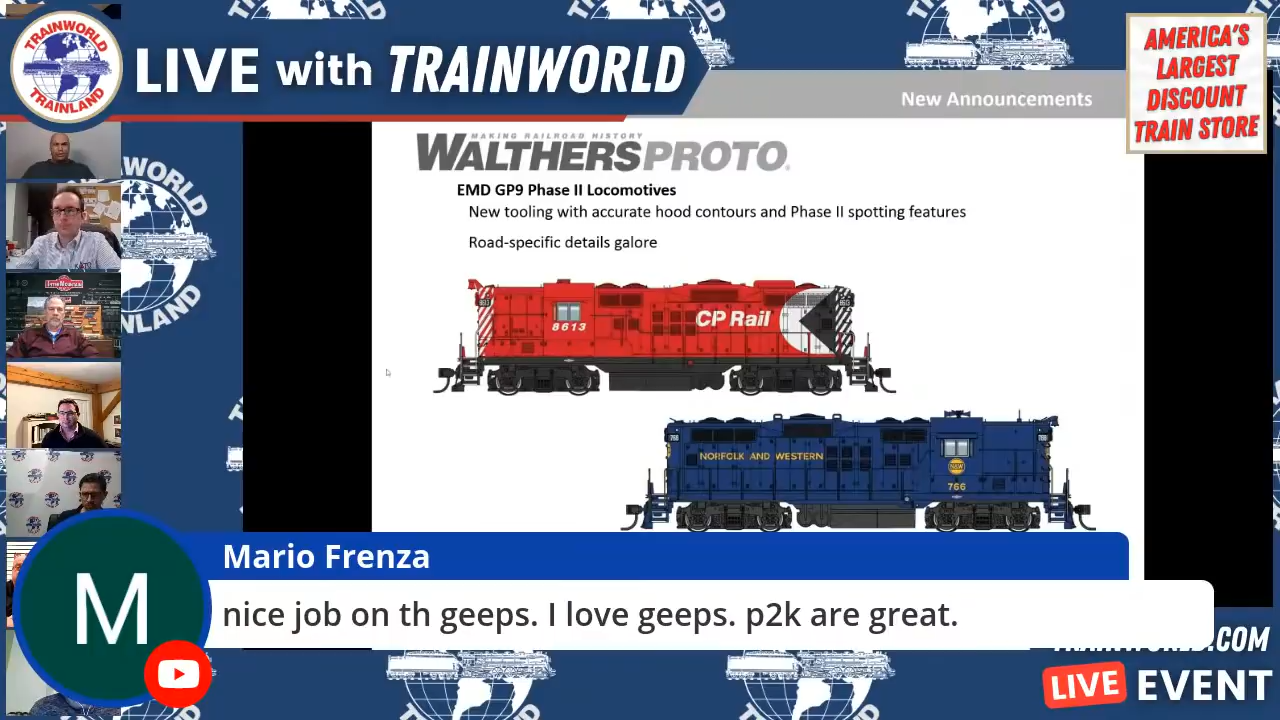 TRAINWORLD
TRAINLAND
LIVE with TRAINWORLD
New Announcements
AMERICA'S
LARGEST
DISCOUNT
TRAIN STORE
MAKING RAILROAD HISTORY
WALTHERSPROTO
EMD GP9 Phase II Locomotives
New tooling with accurate hood contours and Phase II spotting features
Road-specific details galore
8613
CP Rail
NORFOLK AND WESTERN
N&W
766
M
Mario Frenza
nice job on th geeps. I love geeps. p2k are great.
LIVE EVENT